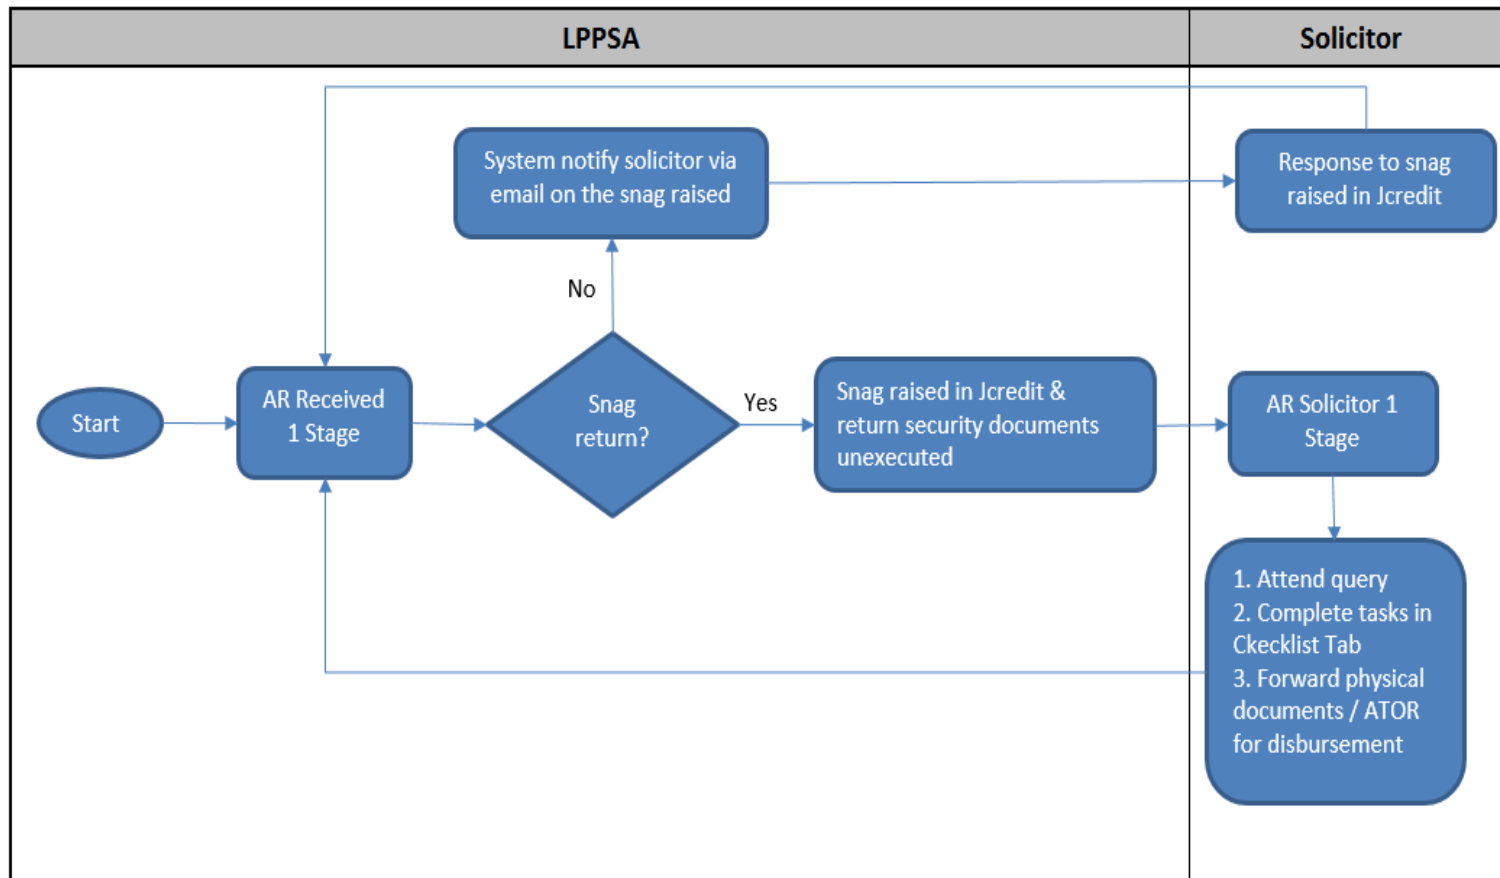 LPPSA
Solicitor
System notify solicitor via
email on the snag raised
Response to snag
raised in Jcredit
No
Start
AR Received
1 Stage
Snag
return?
Yes
Snag raised in Jcredit &
return security documents
unexecuted
AR Solicitor 1
Stage
1. Attend query
2. Complete tasks in
Ckecklist Tab
3. Forward physical
documents / ATOR
for disbursement